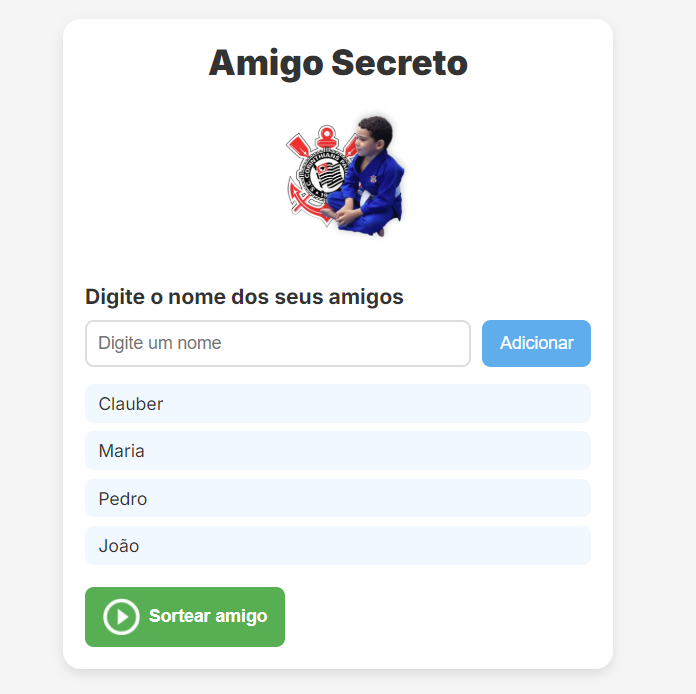 Amigo Secreto
Digite o nome dos seus amigos
Digite um nome
Adicionar
Clauber
Maria
Pedro
João
Sortear amigo